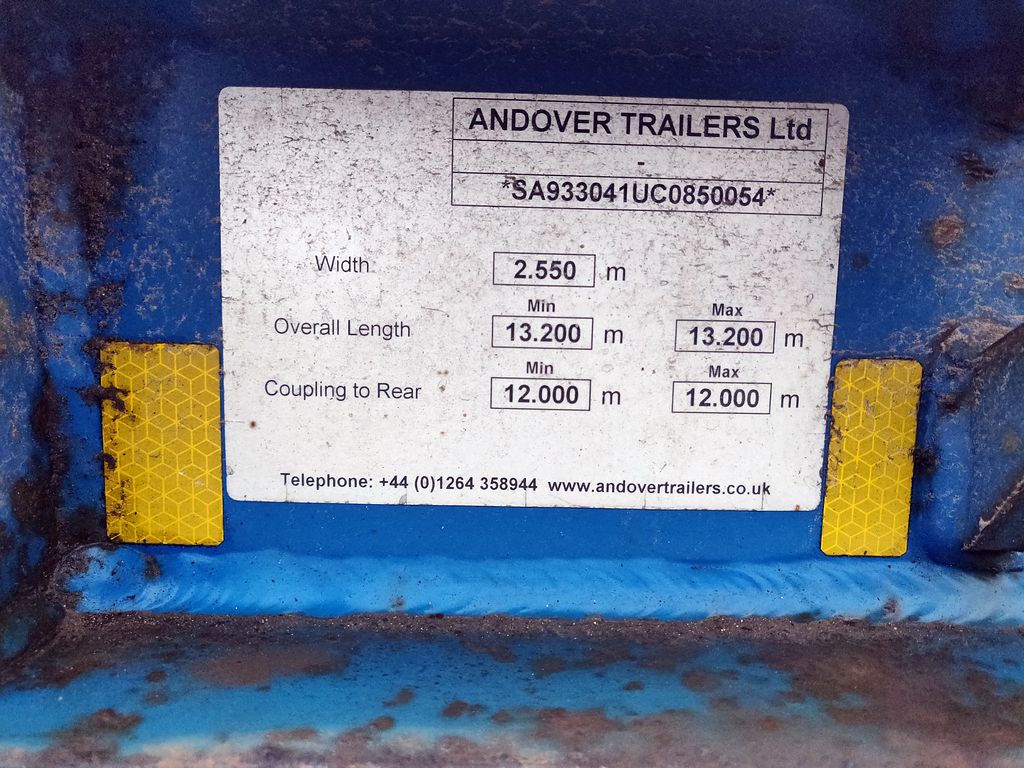 ANDOVER TRAILERS Ltd
-
*SA933041UC0850054*
Width 2.550 m
Min Max
Overall Length 13.200 m 13.200 m
Min Max
Coupling to Rear 12.000 m 12.000 m
Telephone: +44 (0)1264 358944 www.andovertrailers.co.uk